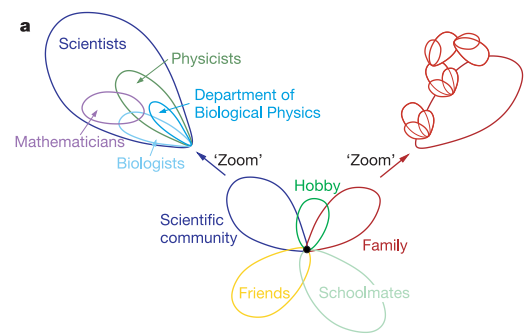 a
Scientists
Physicists
Department of
Biological Physics
Mathematicians
Biologists
'Zoom'
'Zoom'
Hobby
Scientific
community
Family
Friends
Schoolmates